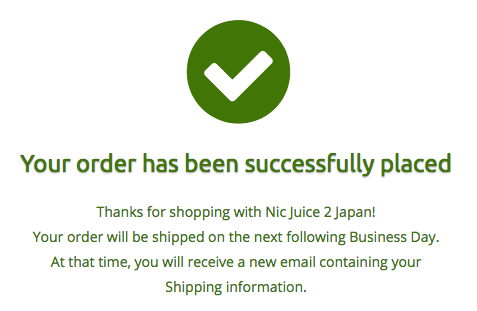 Your order has been successfully placed
Thanks for shopping with Nic Juice 2 Japan!
Your order will be shipped on the next following Business Day.
At that time, you will receive a new email containing your
Shipping information.